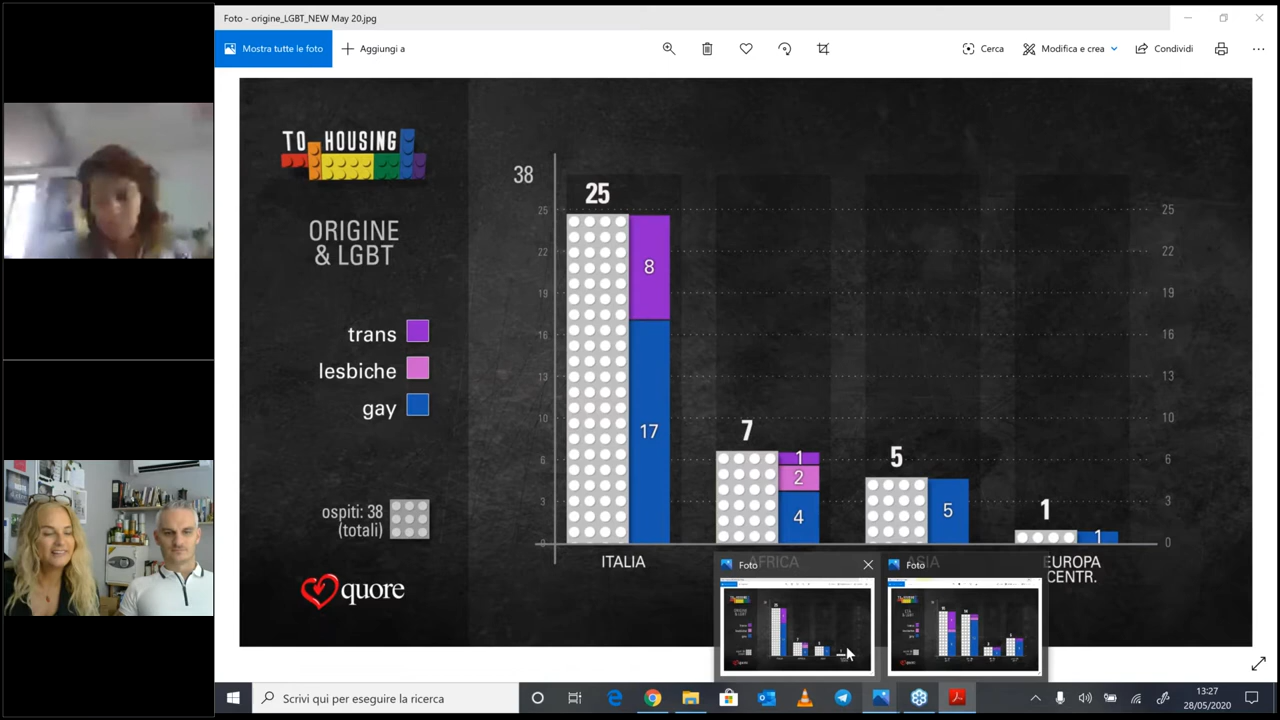 Foto - origine_LGBT_NEW May 20.jpg
Mostra tutte le foto
Aggiungi a
Cerca
Modifica e crea
Condividi
TO HOUSING
ORIGINE
& LGBT
trans
lesbiche
gay
ospiti: 38
(totali)
quore
38
25
22
19
16
13
10
6
3
0
25
8
17
7
1
2
4
5
5
1
1
25
22
19
16
13
10
6
3
0
ITALIA
AFRICA
ASIA
EUROPA
CENTR.
Foto
Foto
Scrivi qui per eseguire la ricerca
13:27
28/05/2020